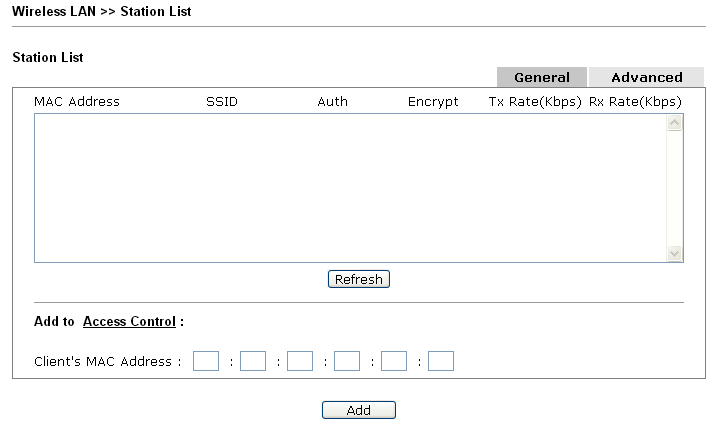 Wireless LAN >> Station List
Station List
General Advanced
MAC Address SSID Auth Encrypt Tx Rate(Kbps) Rx Rate(Kbps)
Refresh
Add to Access Control :
Client's MAC Address : : : : : :
Add